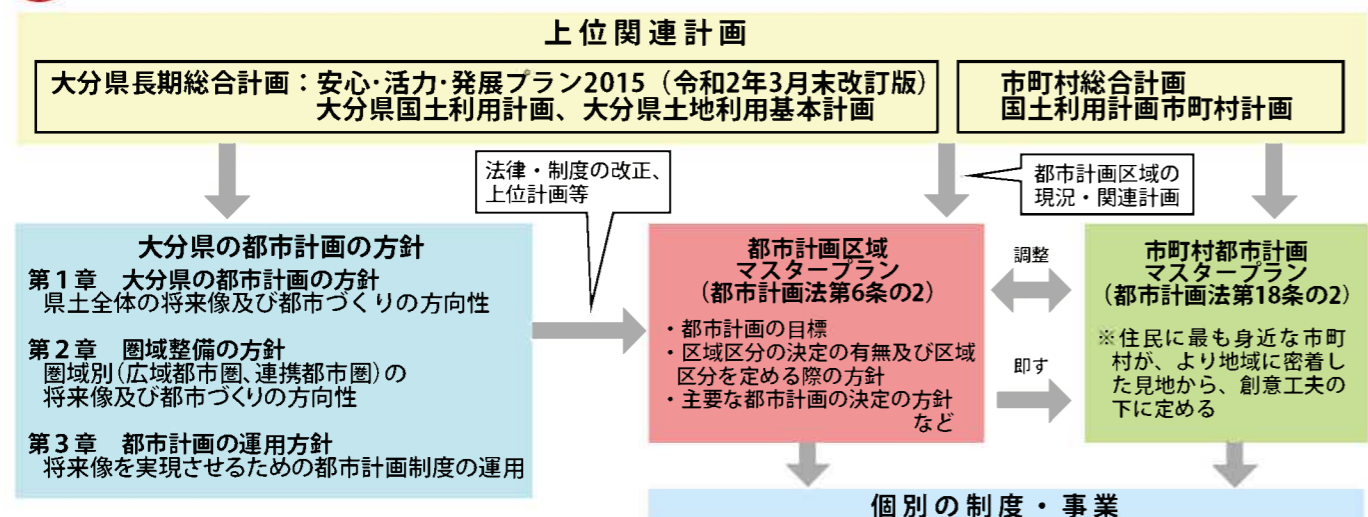 上位関連計画
大分県長期総合計画：安心･活力･発展プラン2015（令和2年3月末改訂版）
大分県国土利用計画、大分県土地利用基本計画
市町村総合計画
国土利用計画市町村計画
法律・制度の改正、
上位計画等
都市計画区域の
現況・関連計画
大分県の都市計画の方針
第１章　大分県の都市計画の方針
県土全体の将来像及び都市づくりの方向性
第２章　圏域整備の方針
圏域別（広域都市圏、連携都市圏）の
将来像及び都市づくりの方向性
第３章　都市計画の運用方針
将来像を実現させるための都市計画制度の運用
都市計画区域
マスタープラン
（都市計画法第6条の2）
・都市計画の目標
・区域区分の決定の有無及び区域
区分を定める際の方針
・主要な都市計画の決定の方針
など
調整
即す
市町村都市計画
マスタープラン
（都市計画法第18条の2）
※住民に最も身近な市町
村が、より地域に密着し
た見地から、創意工夫の
下に定める
個別の制度・事業